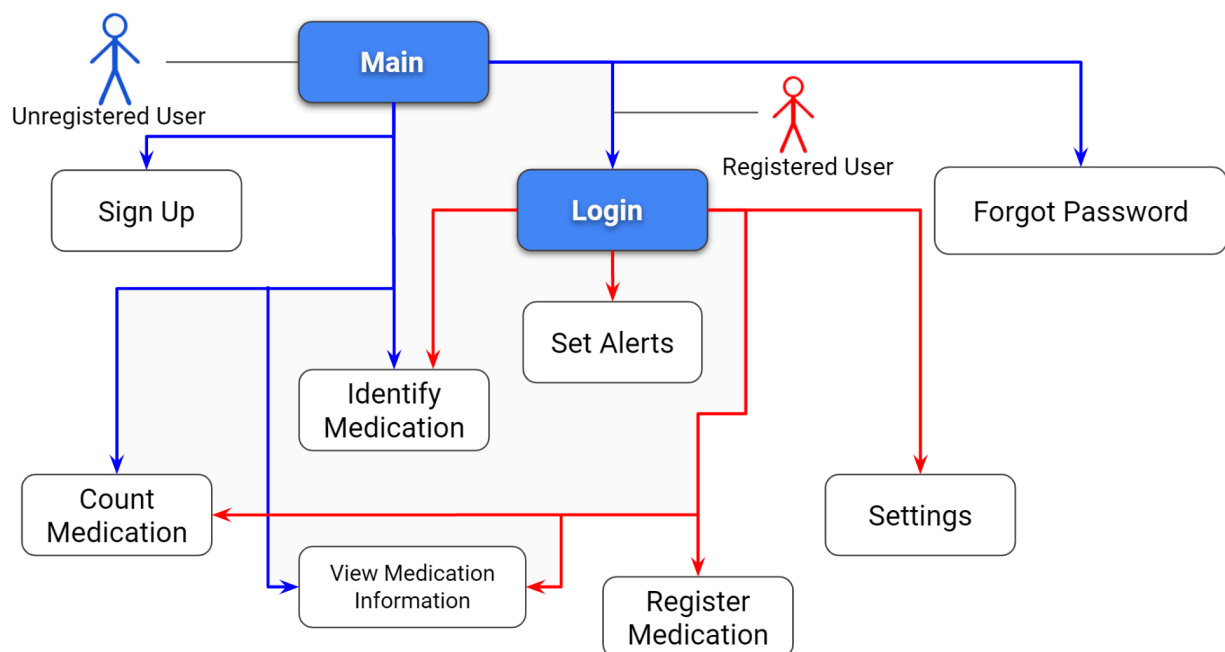 Main
Unregistered User
Registered User
Sign Up
Login
Forgot Password
Set Alerts
Identify
Medication
Count
Medication
Settings
View Medication
Information
Register
Medication